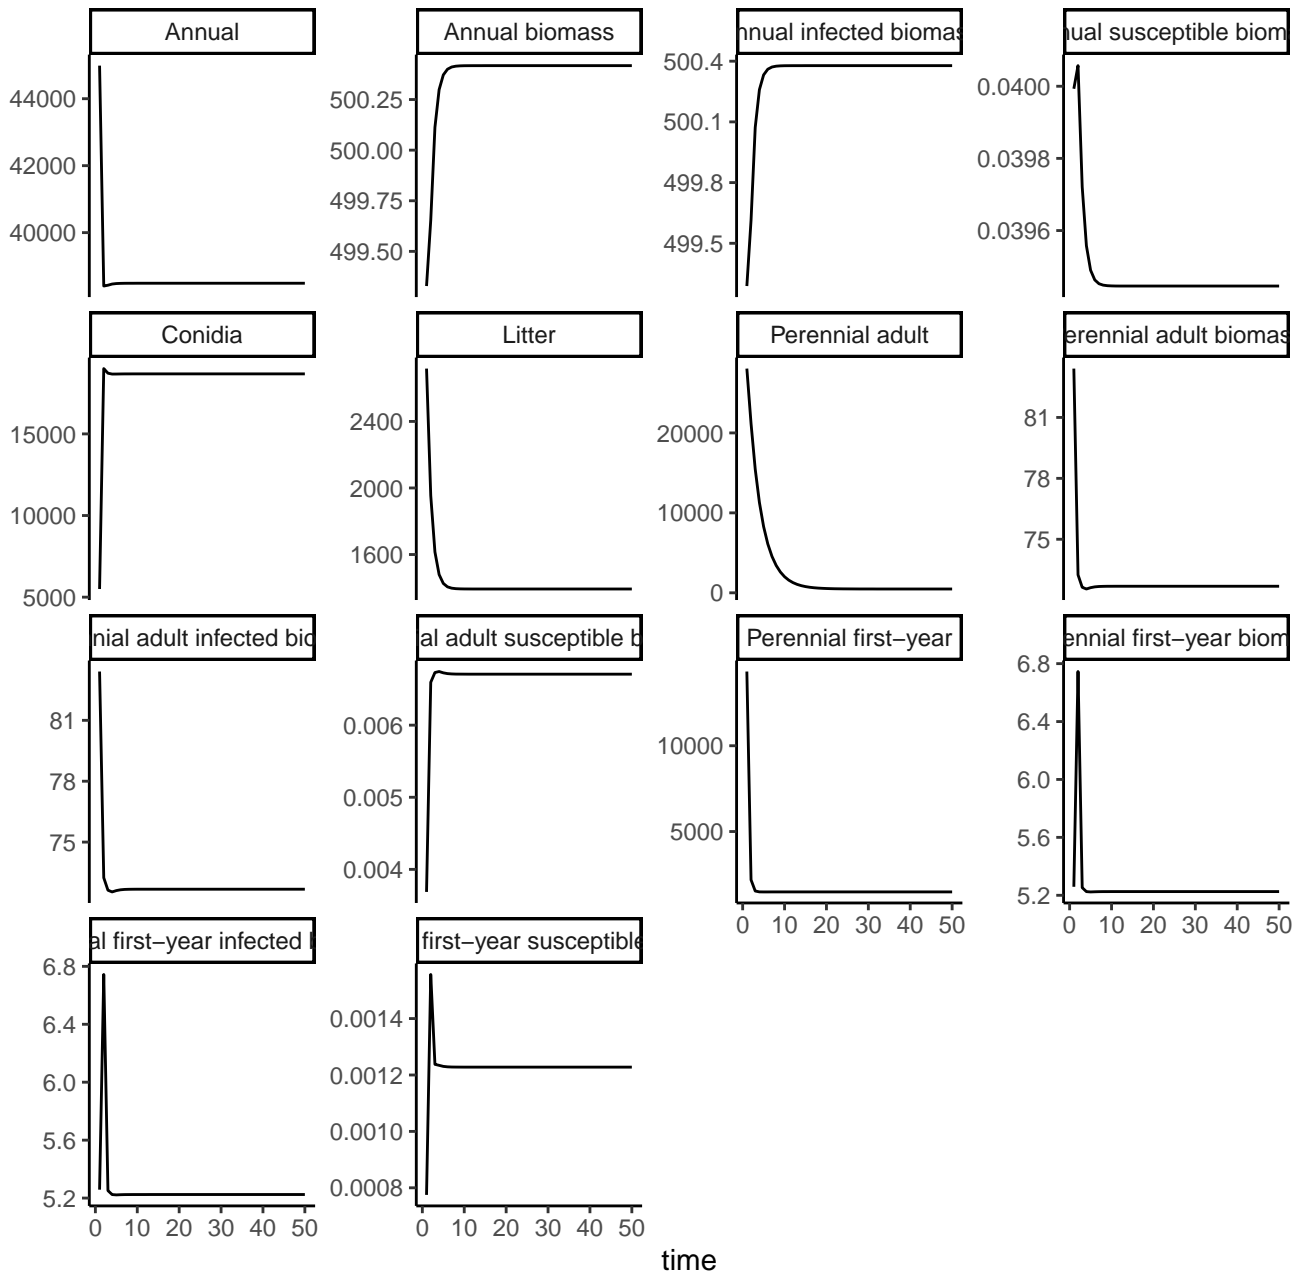 Annual
Annual biomass
nnual infected biomas
nual susceptible biom
44000
42000
40000
500.25
500.00
499.75
499.50
500.4
500.1
499.8
499.5
0.0400
0.0398
0.0396
Conidia
Litter
Perennial adult
erennial adult biomas
15000
10000
5000
2400
2000
1600
20000
10000
0
81
78
75
nial adult infected bio
al adult susceptible b
Perennial first−year
ennial first−year biom
81
78
75
0.006
0.005
0.004
10000
5000
6.8
6.4
6.0
5.6
5.2
0 10 20 30 40 50
0 10 20 30 40 50
al first−year infected b
first−year susceptible
6.8
6.4
6.0
5.6
5.2
0.0014
0.0012
0.0010
0.0008
0 10 20 30 40 50
0 10 20 30 40 50
time